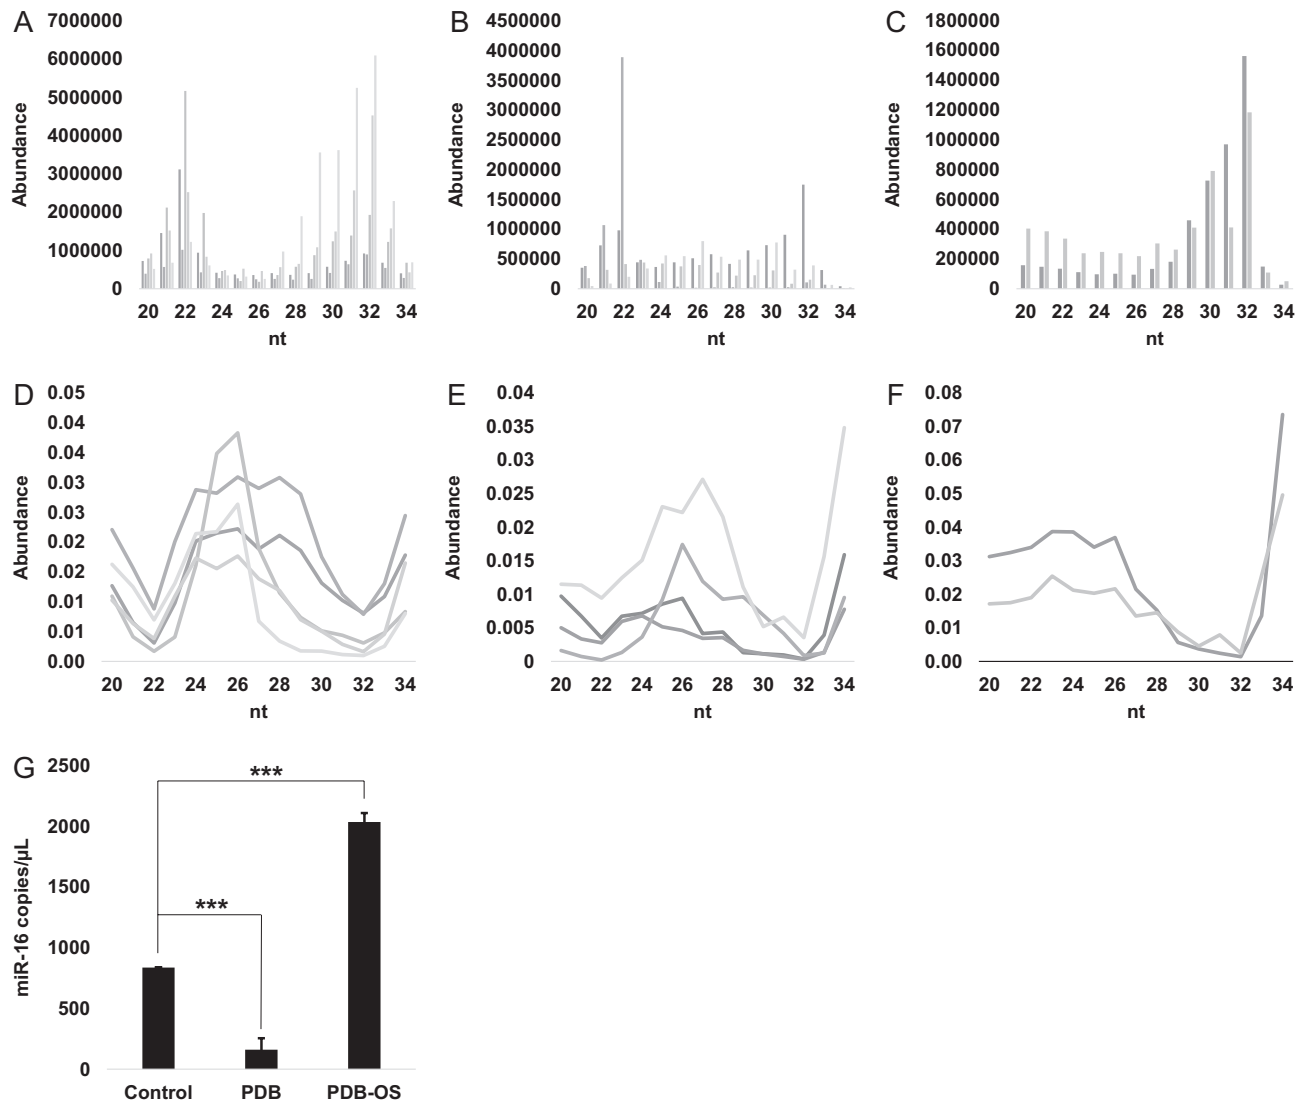 A
7000000
6000000
5000000
4000000
3000000
2000000
1000000
0
Abundance
20 22 24 26 28 30 32 34
nt
B
4500000
4000000
3500000
3000000
2500000
2000000
1500000
1000000
500000
0
Abundance
20 22 24 26 28 30 32 34
nt
C
1800000
1600000
1400000
1200000
1000000
800000
600000
400000
200000
0
Abundance
20 22 24 26 28 30 32 34
nt
D
0.05
0.04
0.04
0.03
0.03
0.02
0.02
0.01
0.01
0.00
Abundance
20 22 24 26 28 30 32 34
nt
E
0.04
0.035
0.03
0.025
0.02
0.015
0.01
0.005
0
Abundance
20 22 24 26 28 30 32 34
nt
F
0.08
0.07
0.06
0.05
0.04
0.03
0.02
0.01
0.00
Abundance
20 22 24 26 28 30 32 34
nt
G
2500
2000
1500
1000
500
0
miR-16 copies/µL
***
***
Control PDB PDB-OS